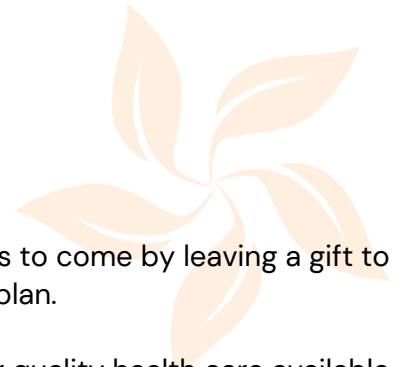 s to come by leaving a gift to
plan.
quality health care available